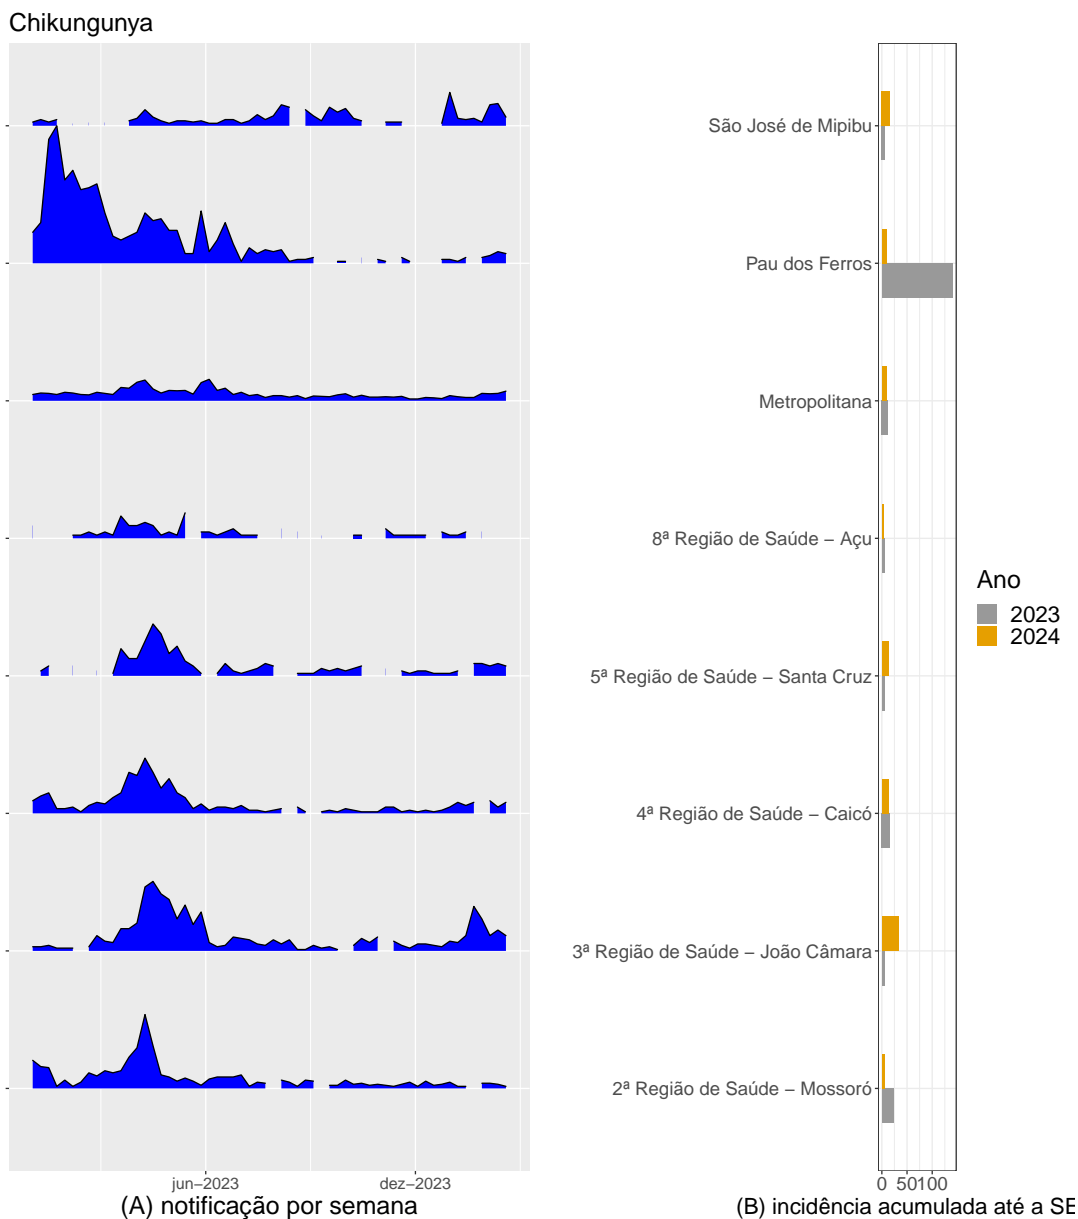 Chikungunya
São José de Mipibu
Pau dos Ferros
Metropolitana
8ª Região de Saúde − Açu
5ª Região de Saúde − Santa Cruz
4ª Região de Saúde − Caicó
3ª Região de Saúde − João Câmara
2ª Região de Saúde − Mossoró
Ano
2023
2024
jun−2023
dez−2023
0 50 100
(A) notificação por semana
(B) incidência acumulada até a SE